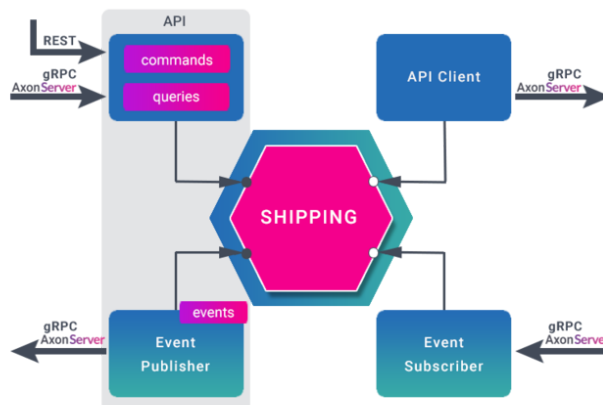 API
REST
commands
gRPC
AxonServer
queries
API Client
gRPC
AxonServer
SHIPPING
events
gRPC
AxonServer
Event
Publisher
Event
Subscriber
gRPC
AxonServe